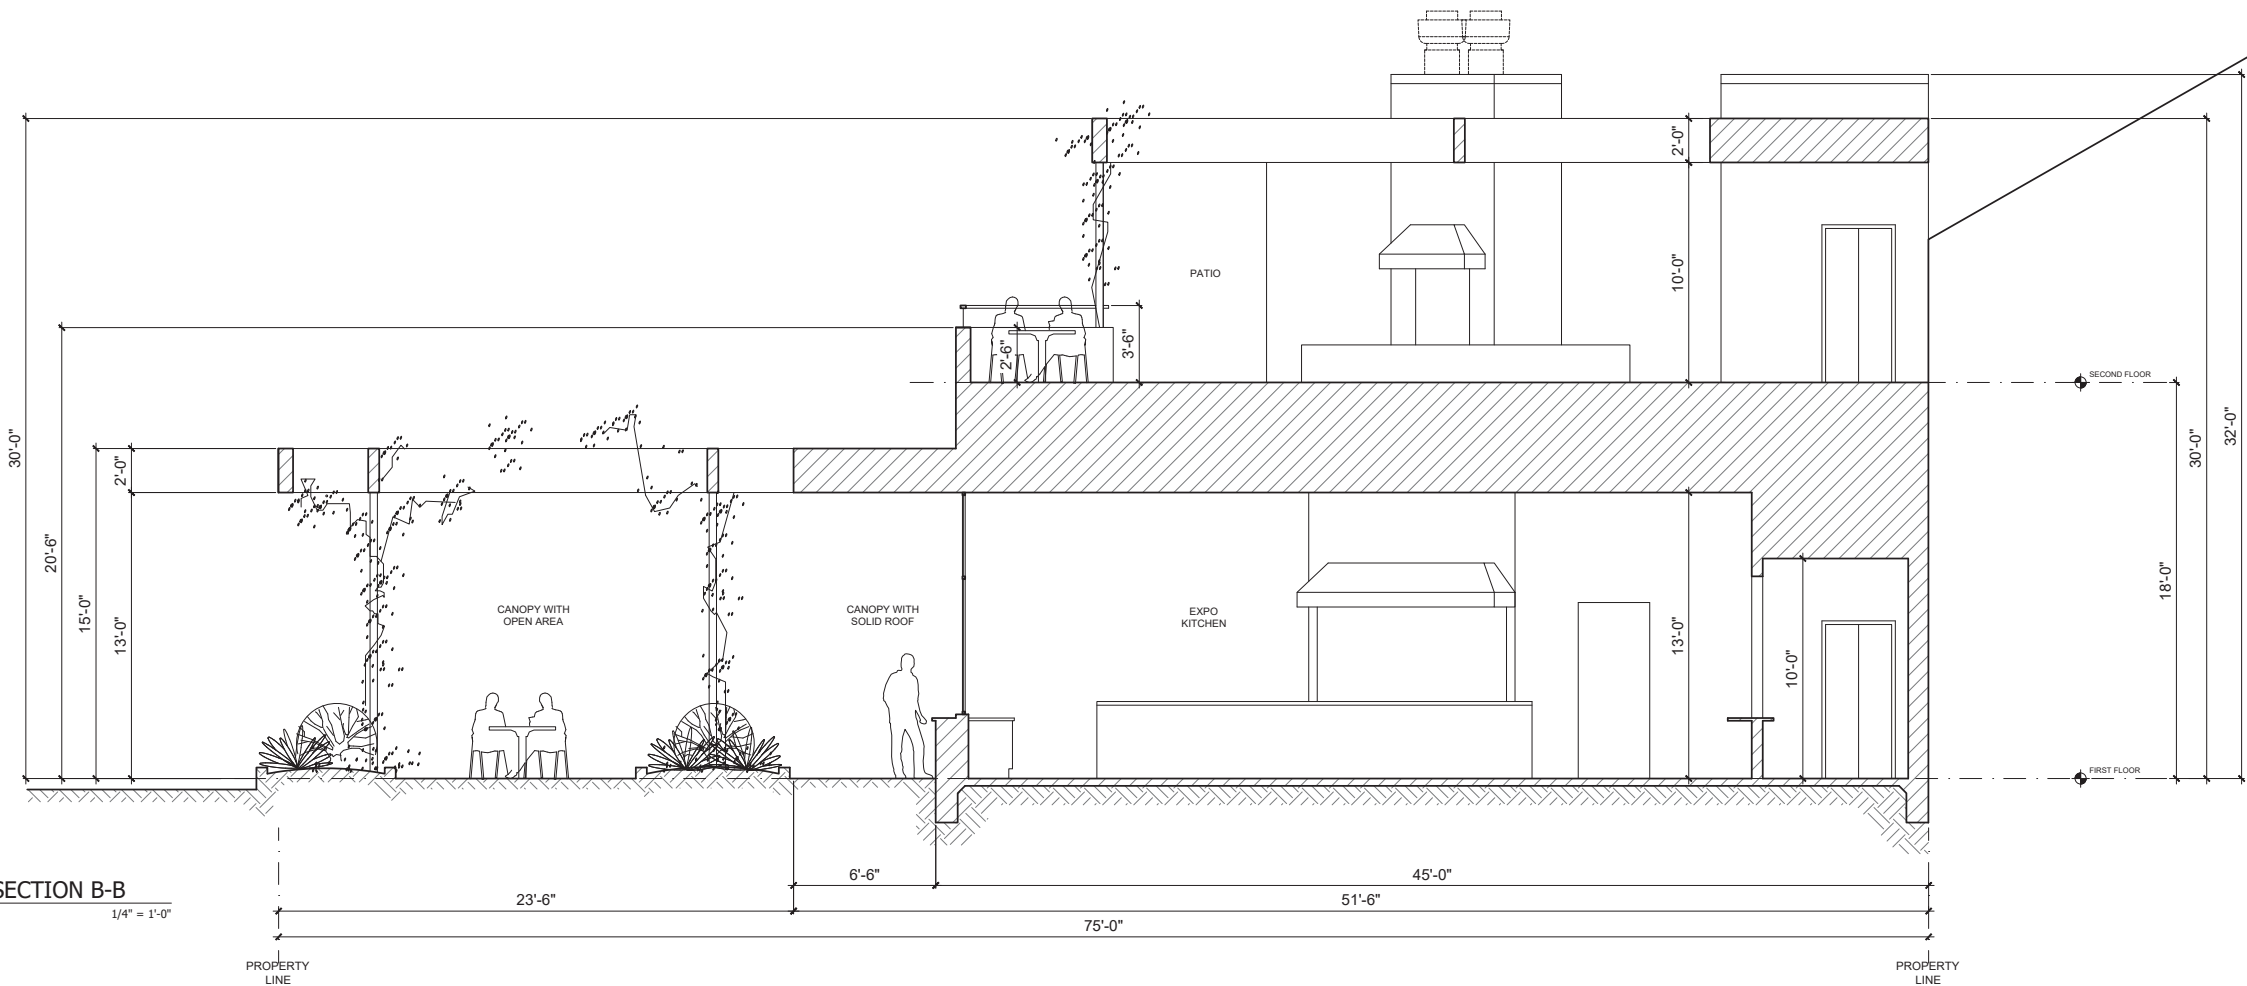 30'-0"
20'-6"
15'-0"
2'-0"
13'-0"
2'-0"
10'-0"
PATIO
2'-6"
3'-6"
SECOND FLOOR
30'-0"
32'-0"
18'-0"
CANOPY WITH
OPEN AREA
CANOPY WITH
SOLID ROOF
EXPO
KITCHEN
13'-0"
10'-0"
FIRST FLOOR
SECTION B-B
1/4" = 1'-0"
6'-6"
45'-0"
23'-6"
51'-6"
75'-0"
PROPERTY
LINE
PROPERTY
LINE